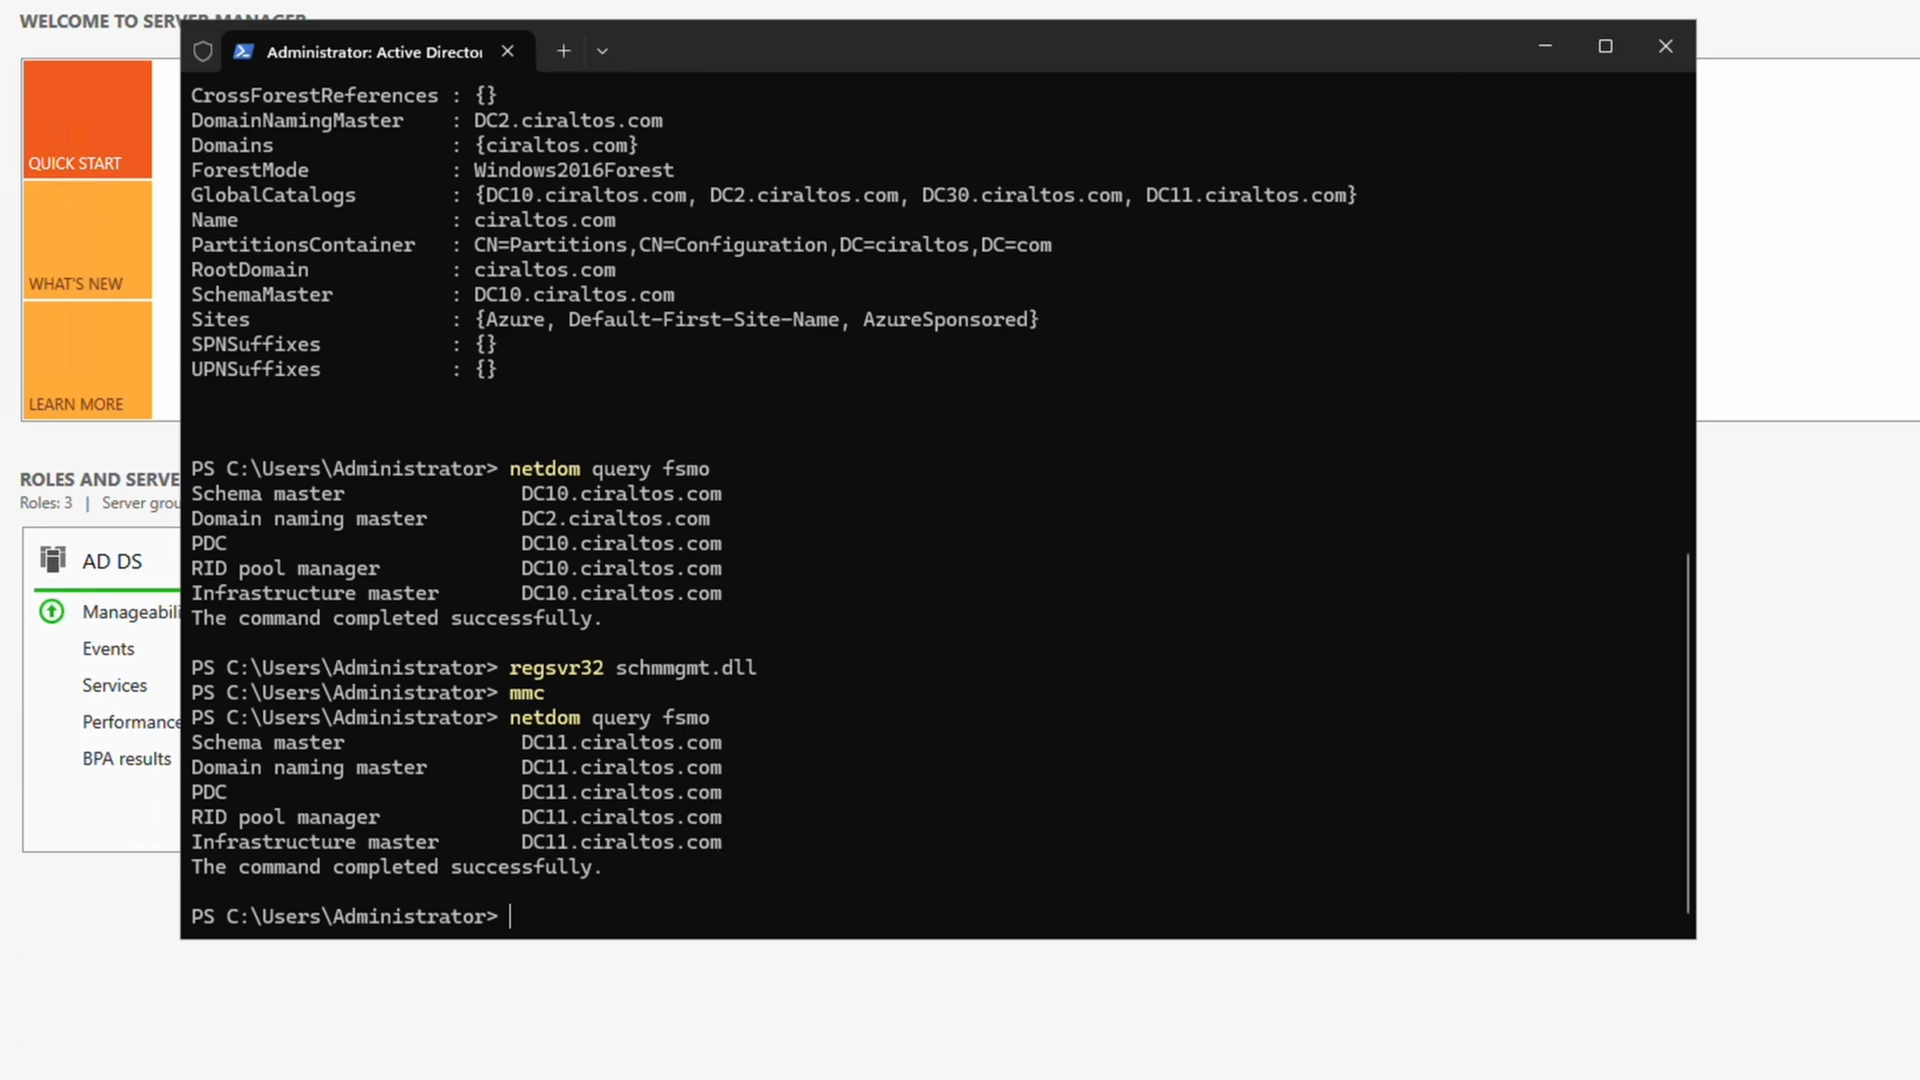 WELCOME TO SERVER MANAGER
Administrator: Active Directo
QUICK START
WHAT'S NEW
LEARN MORE
CrossForestReferences : {}
DomainNamingMaster : DC2.ciraltos.com
Domains : {ciraltos.com}
ForestMode : Windows2016Forest
GlobalCatalogs : {DC10.ciraltos.com, DC2.ciraltos.com, DC30.ciraltos.com, DC11.ciraltos.com}
Name : ciraltos.com
PartitionsContainer : CN=Partitions,CN=Configuration,DC=ciraltos,DC=com
RootDomain : ciraltos.com
SchemaMaster : DC10.ciraltos.com
Sites : {Azure, Default-First-Site-Name, AzureSponsored}
SPNSuffixes : {}
UPNSuffixes : {}
PS C:\Users\Administrator> netdom query fsmo
Schema master DC10.ciraltos.com
Domain naming master DC2.ciraltos.com
PDC DC10.ciraltos.com
RID pool manager DC10.ciraltos.com
Infrastructure master DC10.ciraltos.com
The command completed successfully.
PS C:\Users\Administrator> regsvr32 schmmgmt.dll
PS C:\Users\Administrator> mmc
PS C:\Users\Administrator> netdom query fsmo
Schema master DC11.ciraltos.com
Domain naming master DC11.ciraltos.com
PDC DC11.ciraltos.com
RID pool manager DC11.ciraltos.com
Infrastructure master DC11.ciraltos.com
The command completed successfully.
PS C:\Users\Administrator>
ROLES AND SERVE
Roles: 3 | Server grou
AD DS
Manageabili
Events
Services
Performance
BPA results